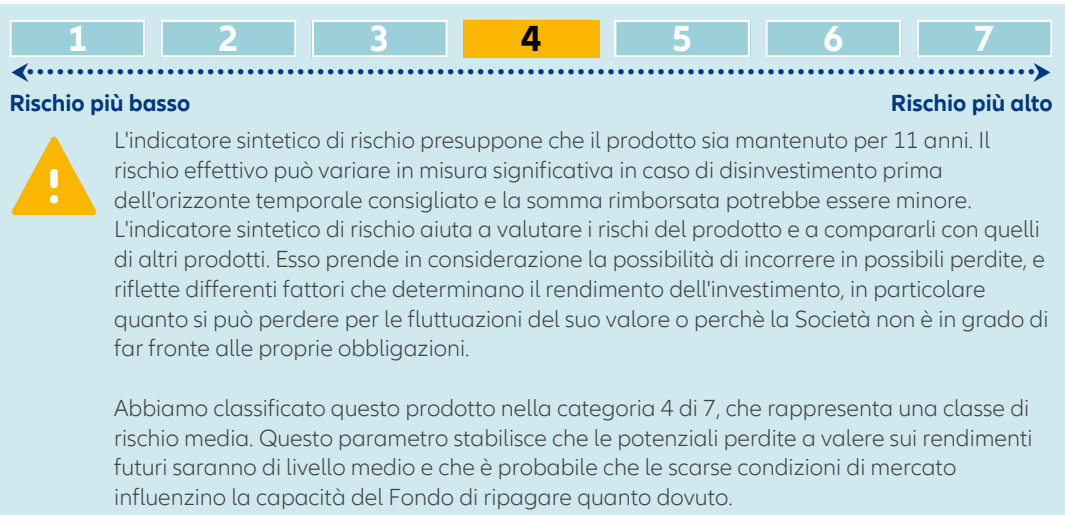 1 2 3 4 5 6 7
Rischio più basso Rischio più alto
L'indicatore sintetico di rischio presuppone che il prodotto sia mantenuto per 11 anni. Il
rischio effettivo può variare in misura significativa in caso di disinvestimento prima
dell'orizzonte temporale consigliato e la somma rimborsata potrebbe essere minore.
L'indicatore sintetico di rischio aiuta a valutare i rischi del prodotto e a compararli con quelli
di altri prodotti. Esso prende in considerazione la possibilità di incorrere in possibili perdite, e
riflette differenti fattori che determinano il rendimento dell'investimento, in particolare
quanto si può perdere per le fluttuazioni del suo valore o perchè la Società non è in grado di
far fronte alle proprie obbligazioni.
Abbiamo classificato questo prodotto nella categoria 4 di 7, che rappresenta una classe di
rischio media. Questo parametro stabilisce che le potenziali perdite a valere sui rendimenti
futuri saranno di livello medio e che è probabile che le scarse condizioni di mercato
influenzino la capacità del Fondo di ripagare quanto dovuto.